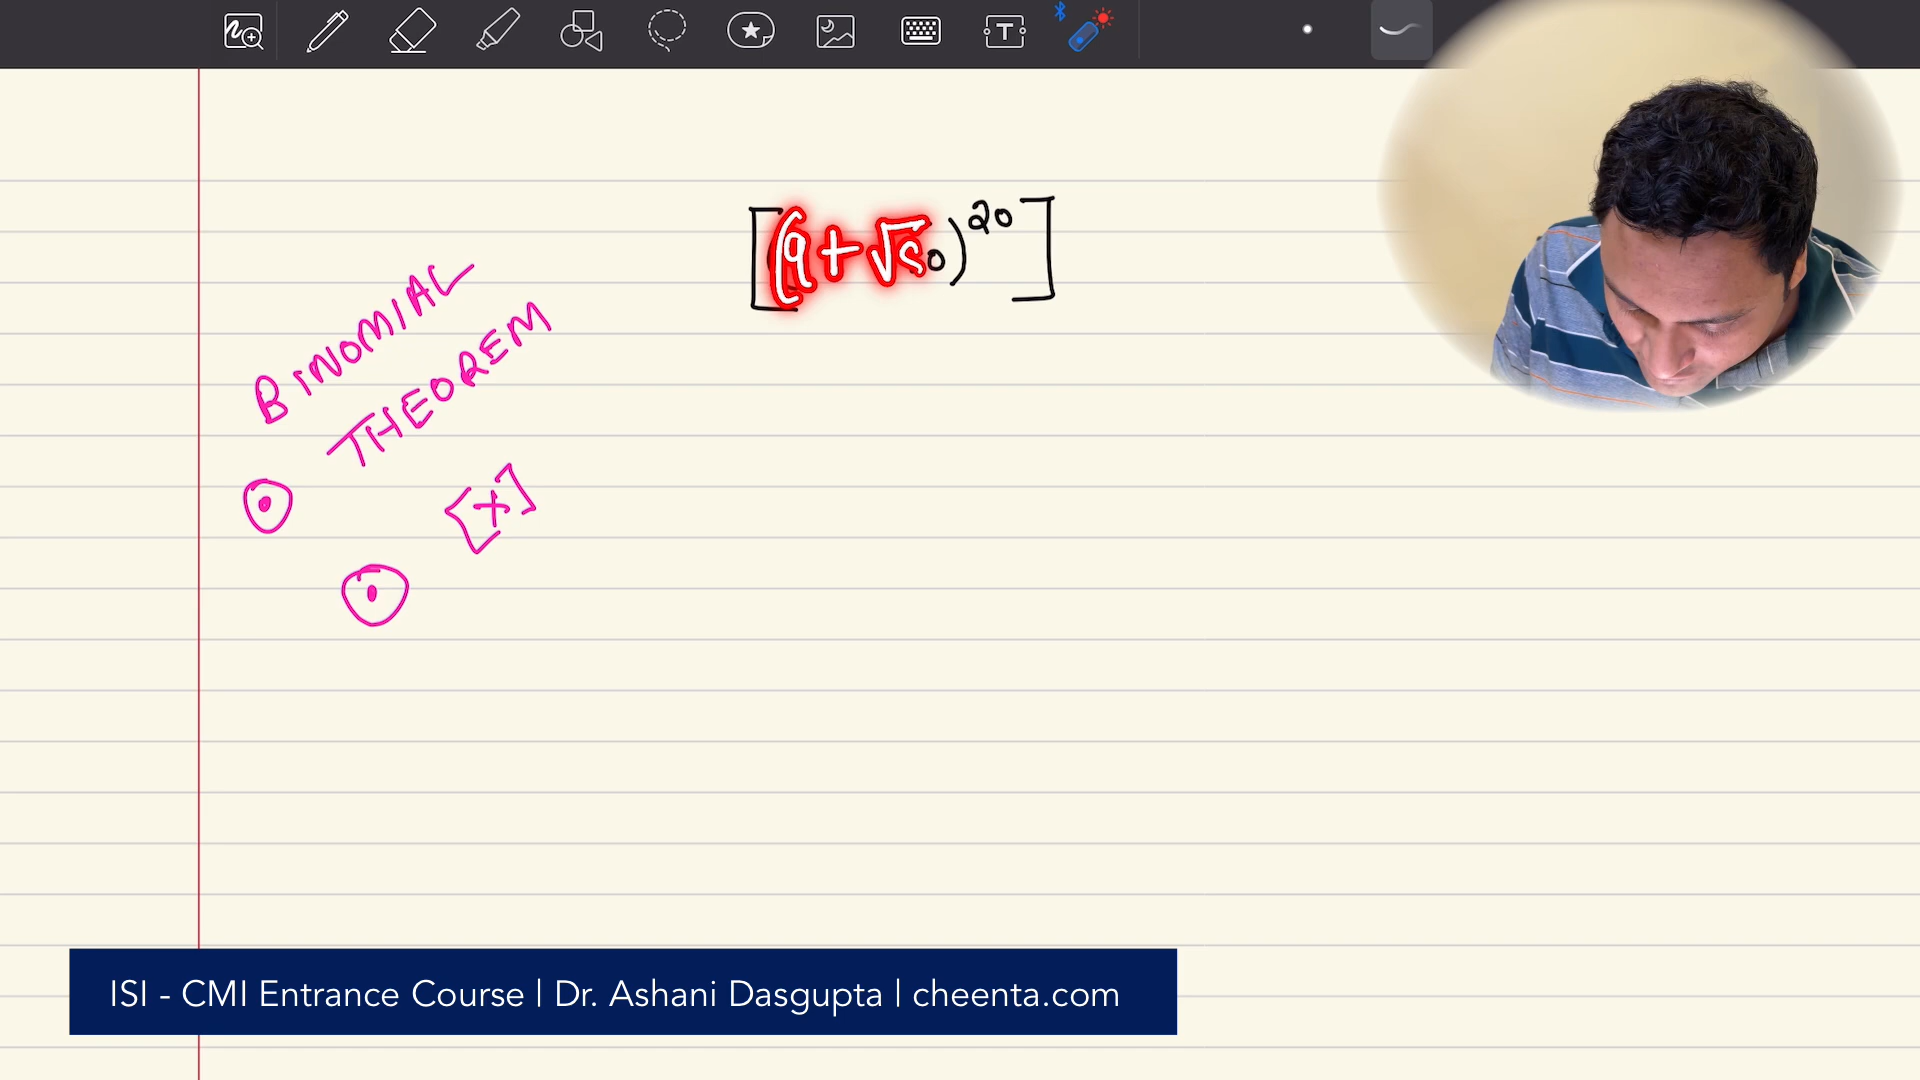 [(9+√80)^20]
BINOMIAL
THEOREM
[x]
T
ISI - CMI Entrance Course | Dr. Ashani Dasgupta | cheenta.com